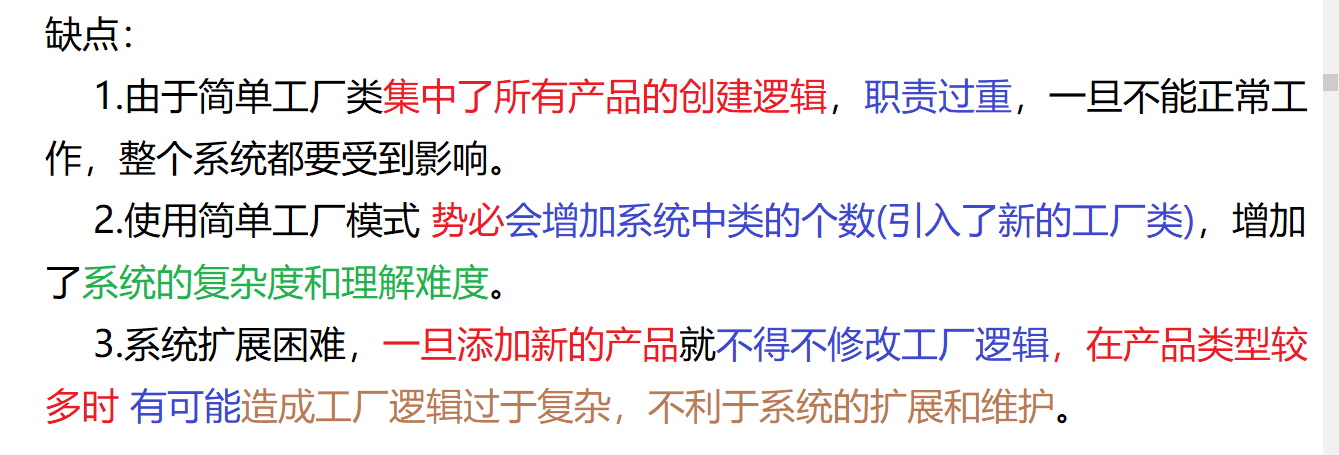 缺点：
1.由于简单工厂类集中了所有产品的创建逻辑，职责过重，一旦不能正常工
作，整个系统都要受到影响。
2.使用简单工厂模式 势必会增加系统中类的个数(引入了新的工厂类)，增加
了系统的复杂度和理解难度。
3.系统扩展困难，一旦添加新的产品就不得不修改工厂逻辑，在产品类型较
多时 有可能造成工厂逻辑过于复杂，不利于系统的扩展和维护。